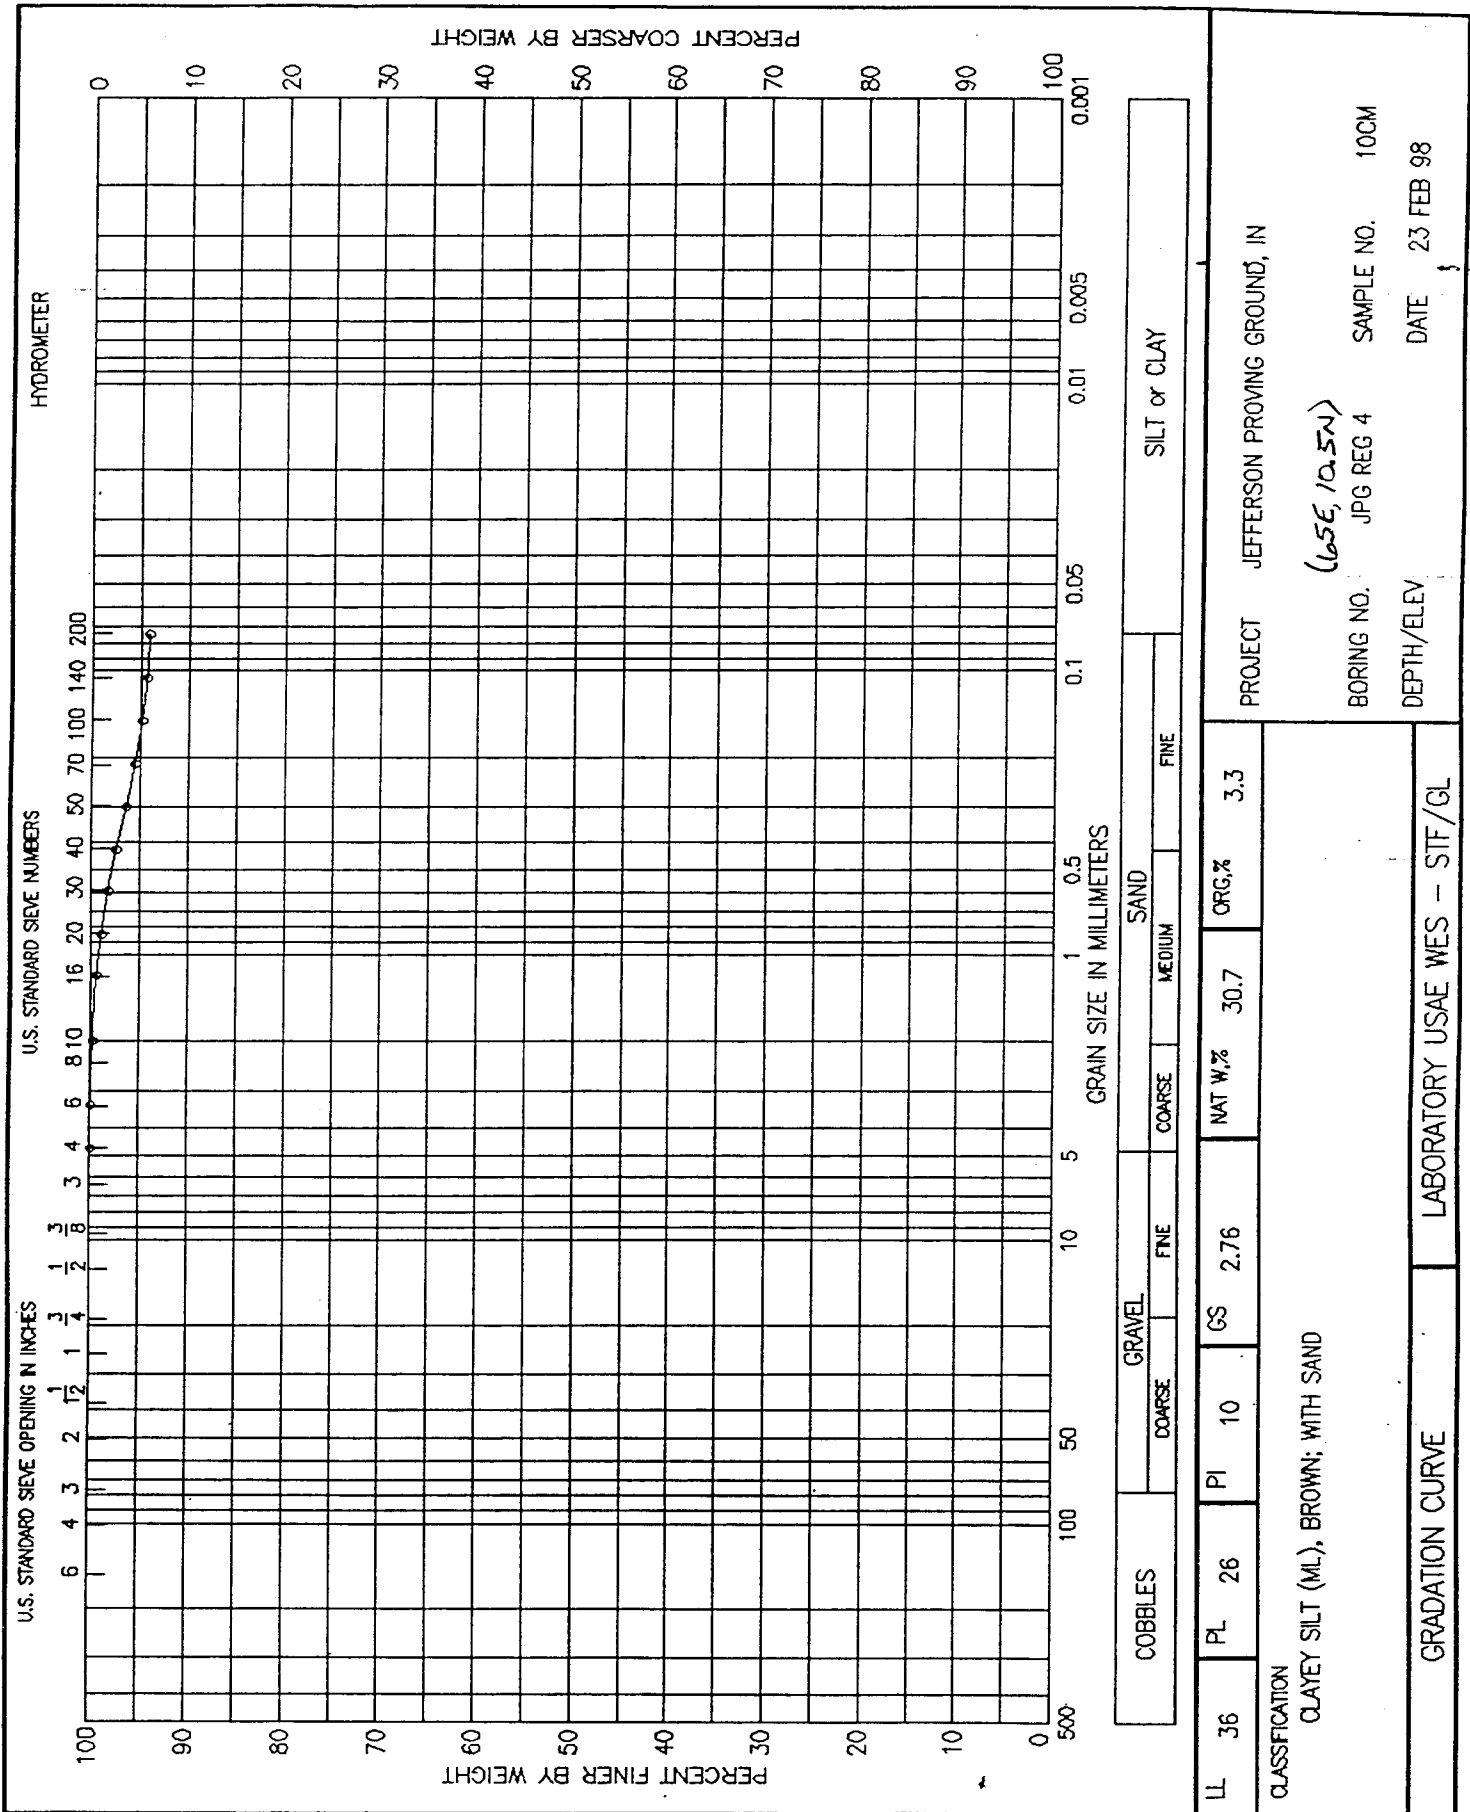 U.S. STANDARD SIEVE OPENING IN INCHES U.S. STANDARD SIEVE NUMBERS HYDROMETER
6 4 3 2 1 1/2 1 3/4 1/2 3/8 3 4 6 8 10 16 20 30 40 50 70 100 140 200
PERCENT FINER BY WEIGHT
100
90
80
70
60
50
40
30
20
10
0
PERCENT COARSER BY WEIGHT
0
10
20
30
40
50
60
70
80
90
100
500 100 50 10 5 1 0.5 0.1 0.05 0.01 0.005 0.001
GRAIN SIZE IN MILLIMETERS
COBBLES GRAVEL SAND SILT or CLAY
COARSE FINE COARSE MEDIUM FINE
LL 36 PL 26 PI 10 GS 2.76 NAT W,% 30.7 ORG,% 3.3
CLASSIFICATION
CLAYEY SILT (ML), BROWN; WITH SAND
PROJECT JEFFERSON PROVING GROUND, IN
(65E, 10.5N)
BORING NO. JPG REG 4 SAMPLE NO. 10CM
DEPTH/ELEV DATE 23 FEB 98
GRADATION CURVE LABORATORY USAE WES - STF/GL